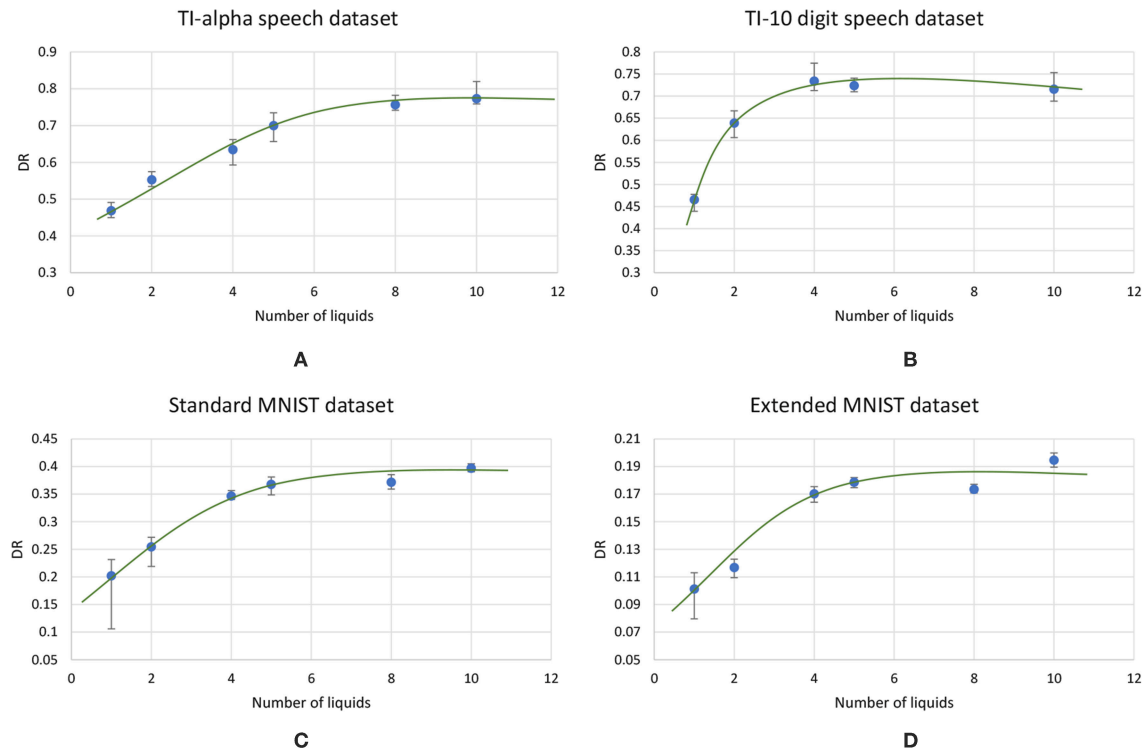 TI-alpha speech dataset
0.9
0.8
0.7
0.6
0.5
0.4
0.3
DR
0 2 4 6 8 10 12
Number of liquids
A
TI-10 digit speech dataset
0.8
0.75
0.7
0.65
0.6
0.55
0.5
0.45
0.4
0.35
0.3
DR
0 2 4 6 8 10 12
Number of liquids
B
Standard MNIST dataset
0.45
0.4
0.35
0.3
0.25
0.2
0.15
0.1
0.05
DR
0 2 4 6 8 10 12
Number of liquids
C
Extended MNIST dataset
0.21
0.19
0.17
0.15
0.13
0.11
0.09
0.07
0.05
DR
0 2 4 6 8 10 12
Number of liquids
D